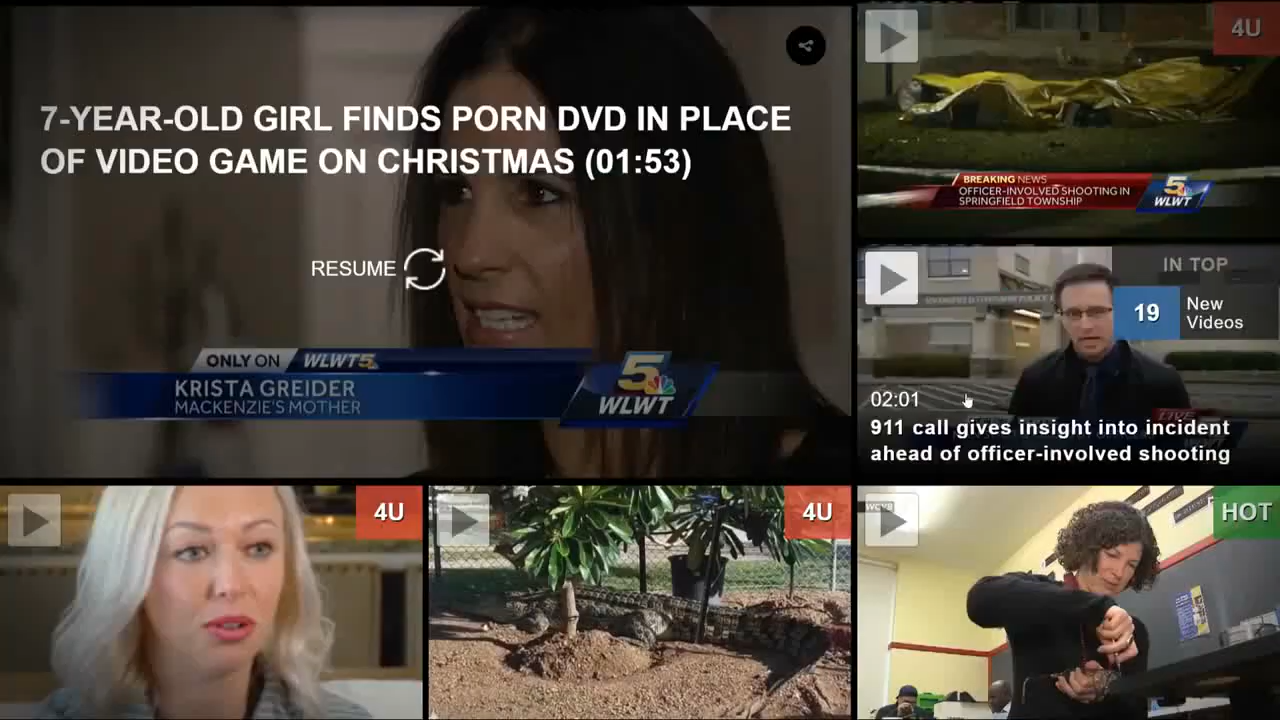 7-YEAR-OLD GIRL FINDS PORN DVD IN PLACE
OF VIDEO GAME ON CHRISTMAS (01:53)
RESUME
ONLY ON WLWT5
KRISTA GREIDER
MACKENZIE'S MOTHER
5
WLWT
4U
BREAKING NEWS
OFFICER-INVOLVED SHOOTING IN
SPRINGFIELD TOWNSHIP
5
WLWT
IN TOP
19
New
Videos
02:01
LIVE
911 call gives insight into incident
ahead of officer-involved shooting
4U
4U
HOT